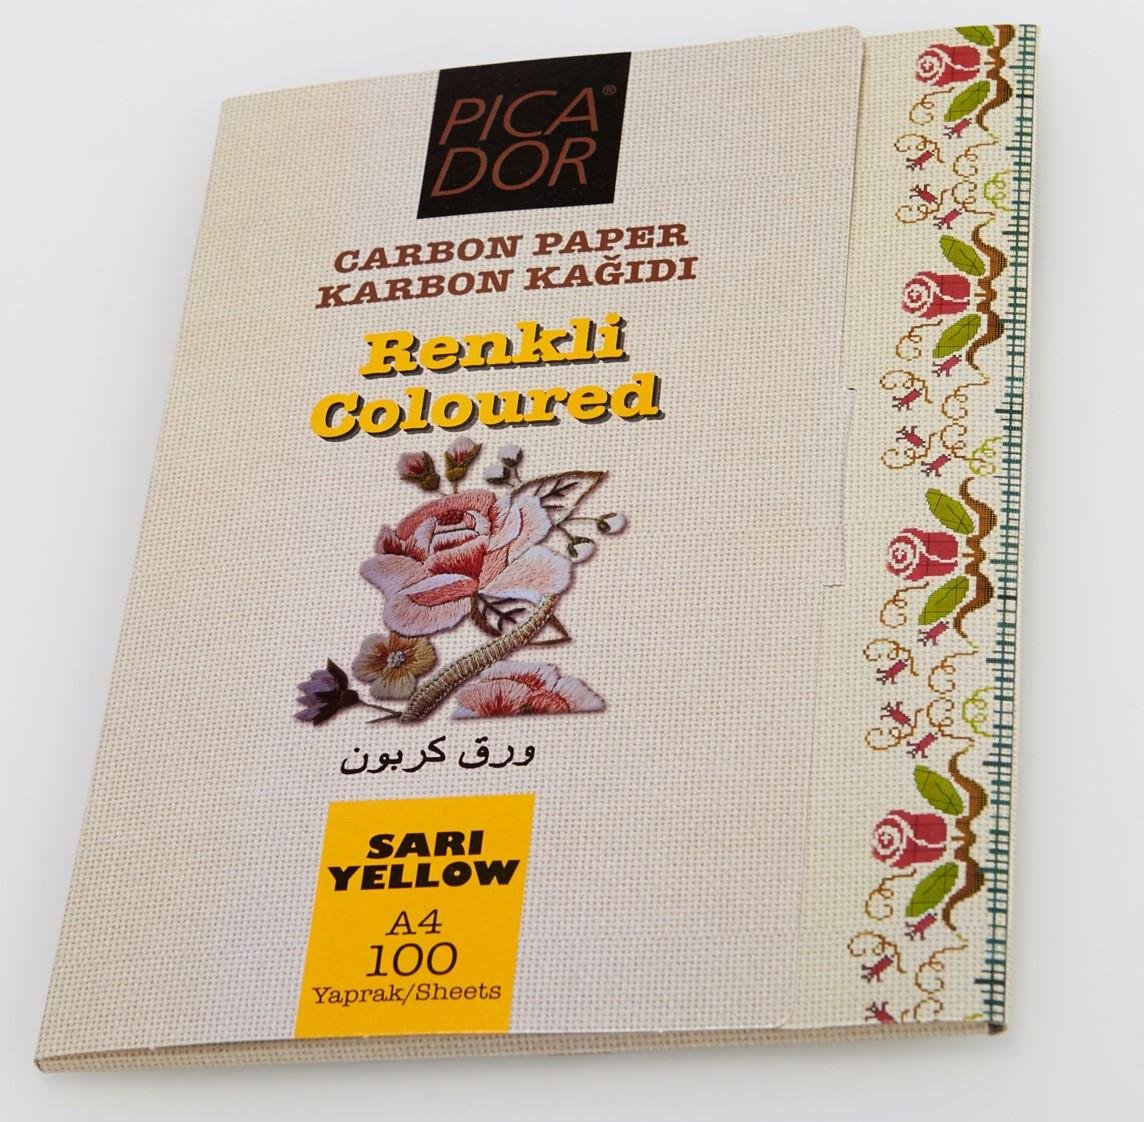 PICA®
DOR
CARBON PAPER
KARBON KAĞIDI
Renkli
Coloured
ورق كربون
SARI
YELLOW
A4
100
Yaprak/Sheets